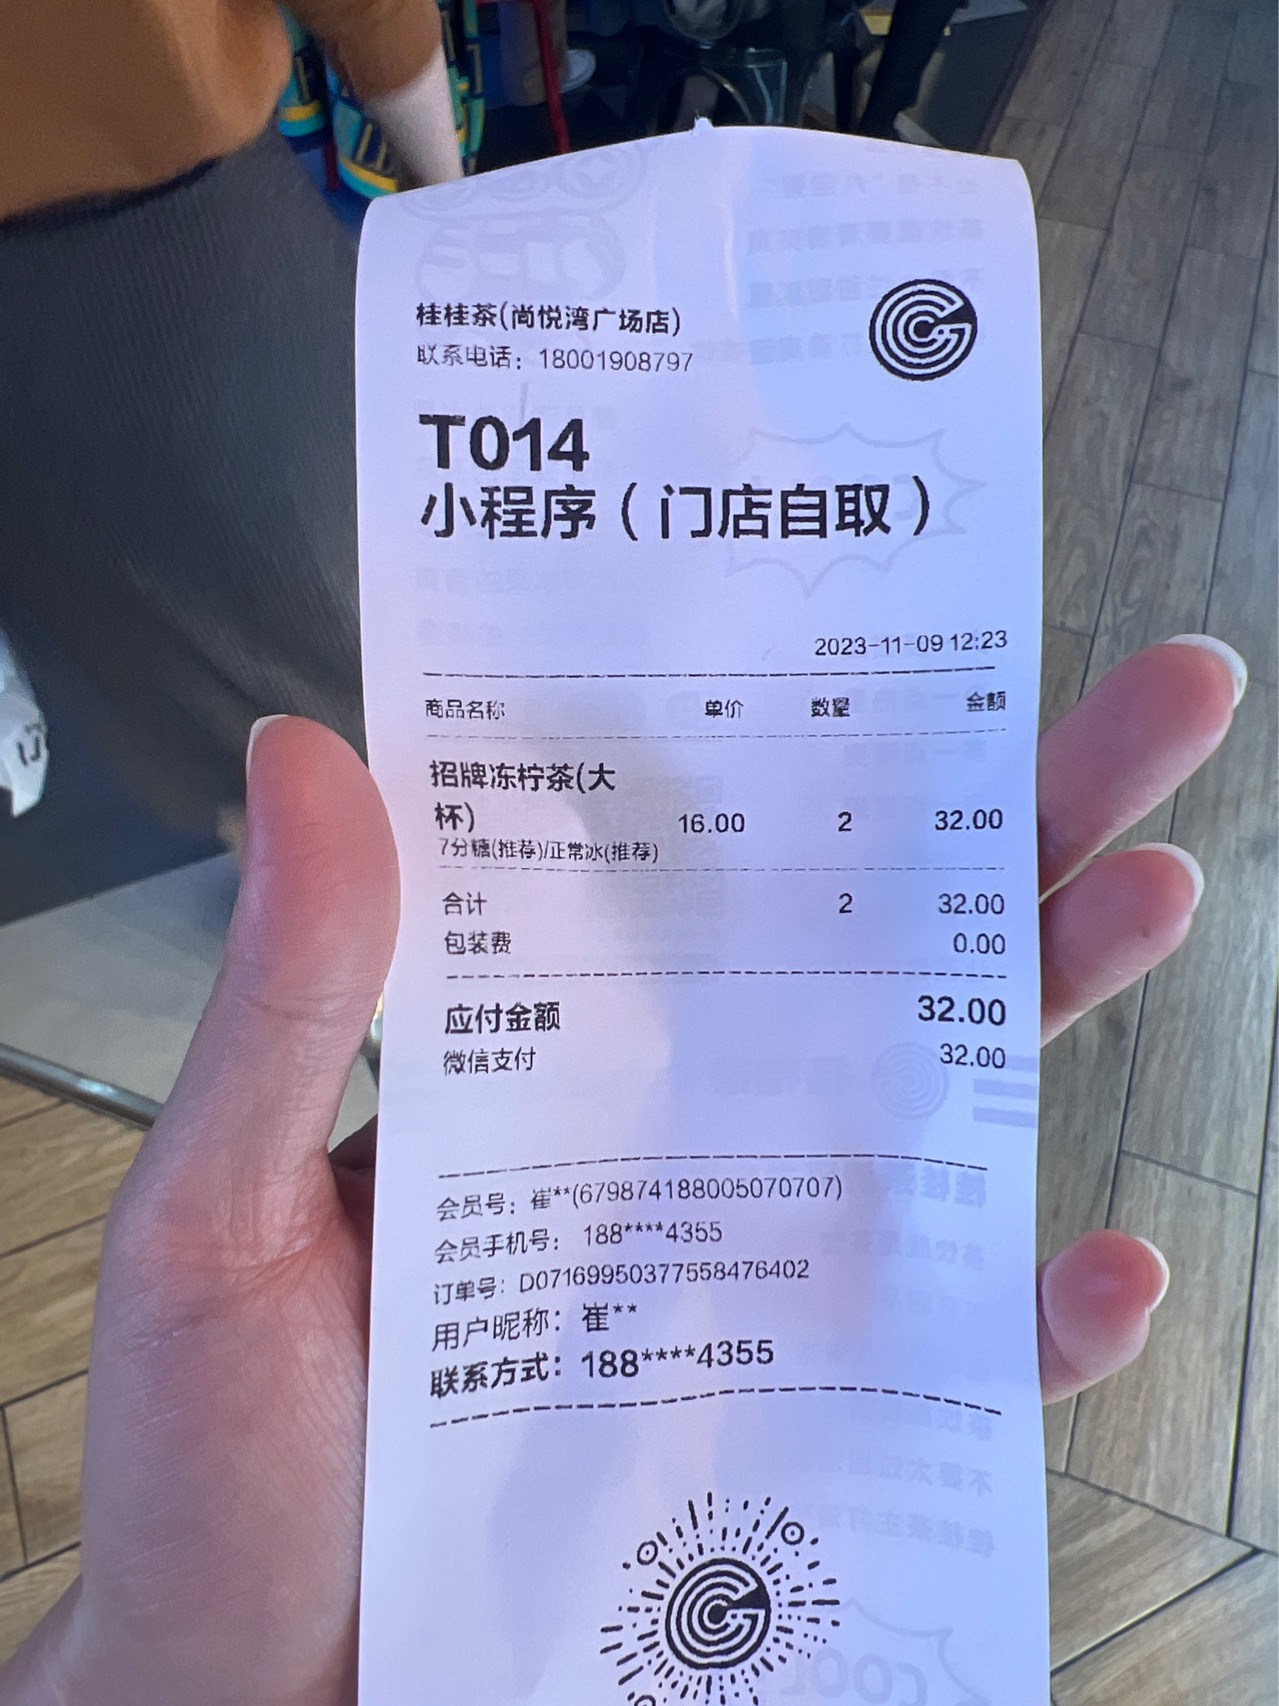 桂桂茶(尚悦湾广场店)
联系电话：18001908797
T014
小程序（门店自取）
2023-11-09 12:23
商品名称 单价 数量 金额
招牌冻柠茶(大
杯) 16.00 2 32.00
7分糖(推荐)/正常冰(推荐)
合计 2 32.00
包装费 0.00
应付金额 32.00
微信支付 32.00
会员号：崔**(679874188005070707)
会员手机号： 188****4355
订单号：D07169950377558476402
用户昵称：崔**
联系方式：188****4355